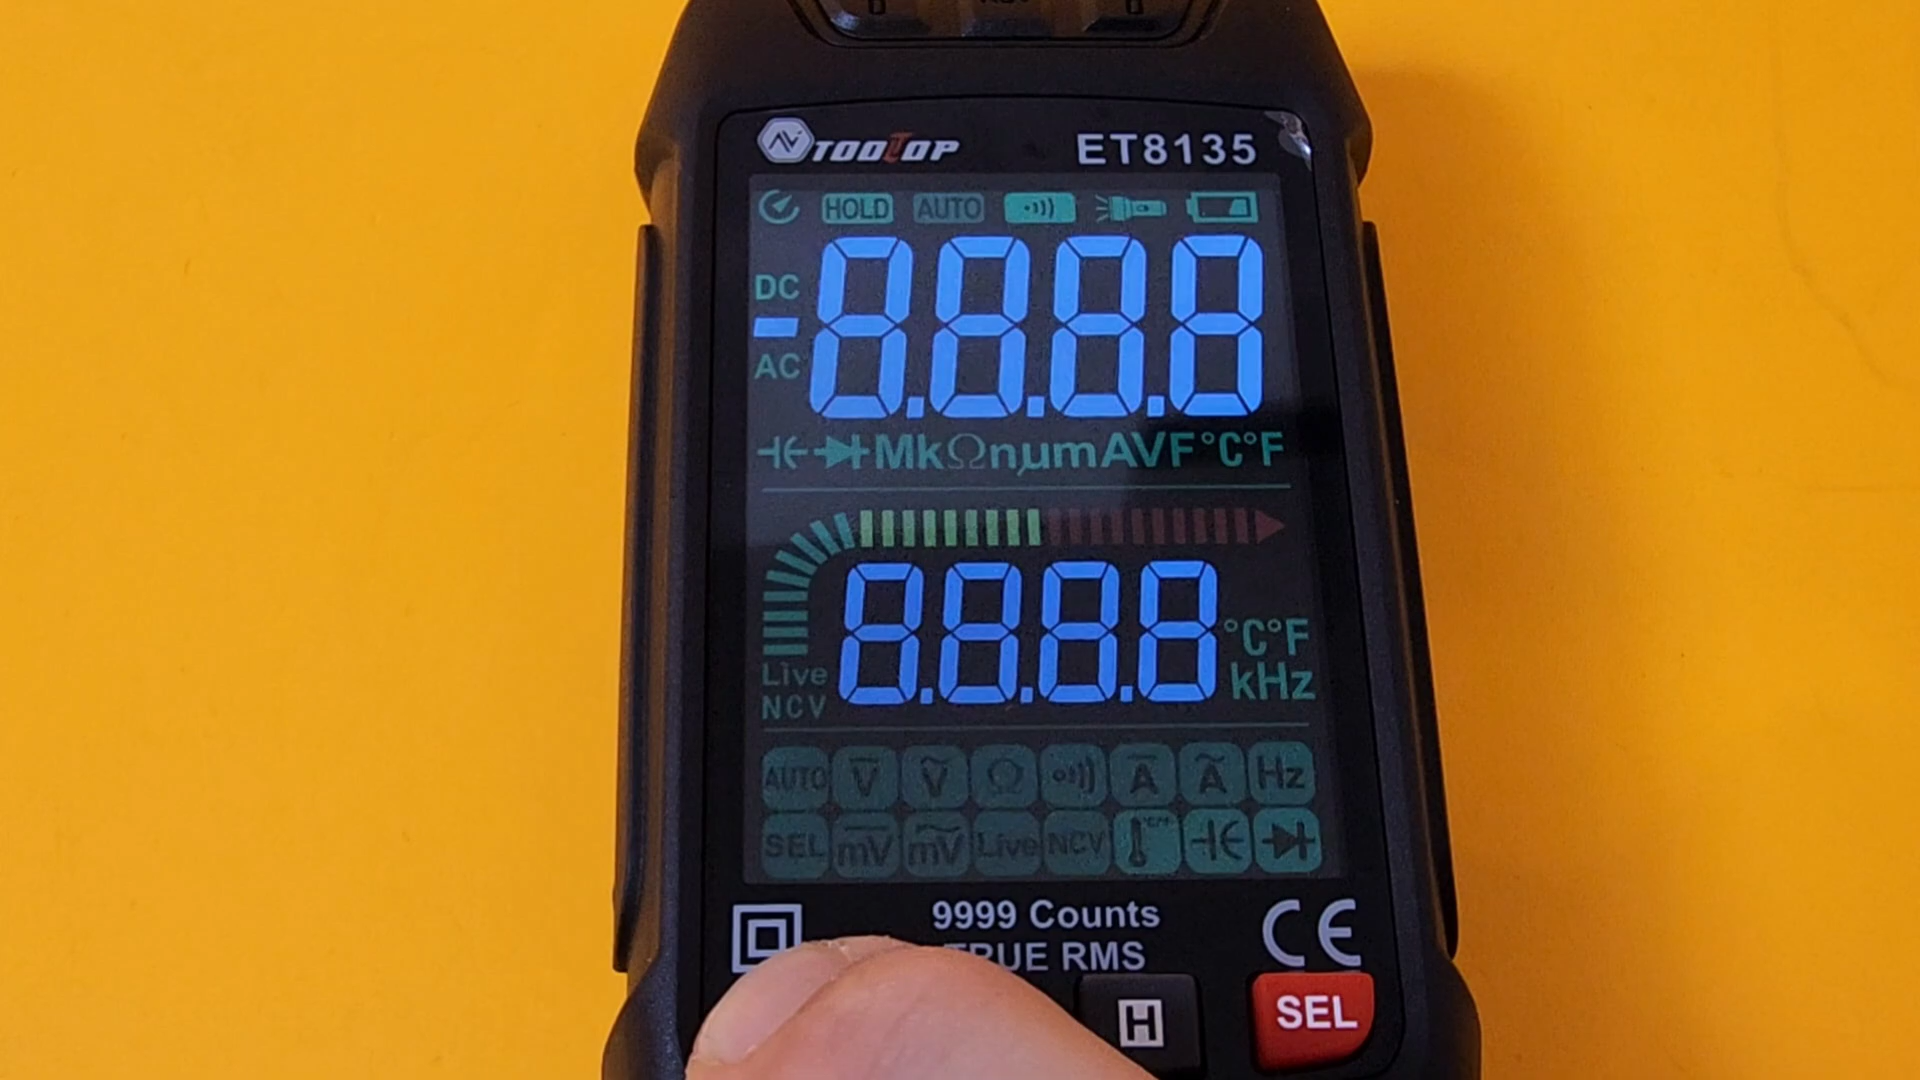 TOOLTOP ET8135
HOLD AUTO
DC
-8.8.8.8
AC
MkΩnµmAVF°C°F
8.8.8.8
°C°F
kHz
Live
NCV
AUTO V V Ω A A Hz
SEL mV mV Live NCV °C°F
9999 Counts
TRUE RMS
CE
H
SEL